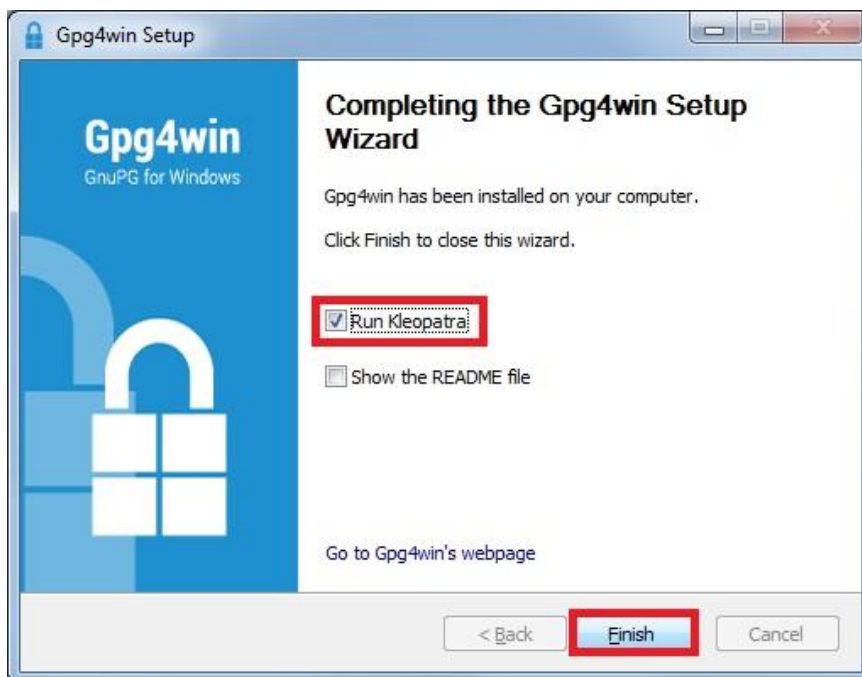 Gpg4win Setup
Gpg4win
GnuPG for Windows
Completing the Gpg4win Setup
Wizard
Gpg4win has been installed on your computer.
Click Finish to close this wizard.
Run Kleopatra
Show the README file
Go to Gpg4win's webpage
< Back
Finish
Cancel